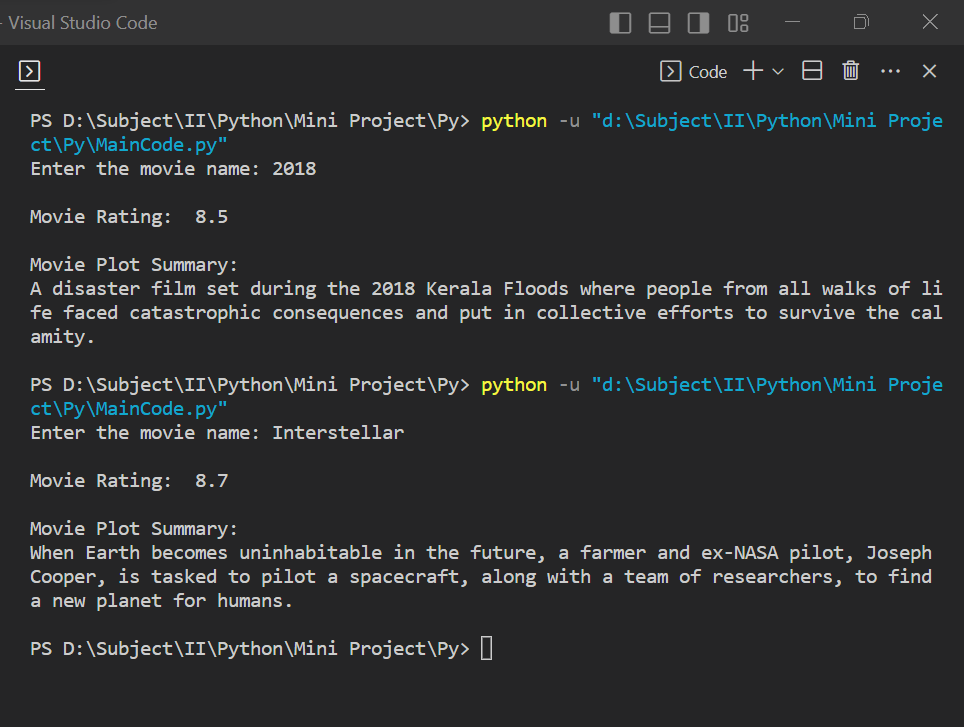 - Visual Studio Code
Code
PS D:\Subject\II\Python\Mini Project\Py> python -u "d:\Subject\II\Python\Mini Proje
ct\Py\MainCode.py"
Enter the movie name: 2018
Movie Rating:  8.5
Movie Plot Summary:
A disaster film set during the 2018 Kerala Floods where people from all walks of li
fe faced catastrophic consequences and put in collective efforts to survive the cal
amity.
PS D:\Subject\II\Python\Mini Project\Py> python -u "d:\Subject\II\Python\Mini Proje
ct\Py\MainCode.py"
Enter the movie name: Interstellar
Movie Rating:  8.7
Movie Plot Summary:
When Earth becomes uninhabitable in the future, a farmer and ex-NASA pilot, Joseph
Cooper, is tasked to pilot a spacecraft, along with a team of researchers, to find
a new planet for humans.
PS D:\Subject\II\Python\Mini Project\Py>